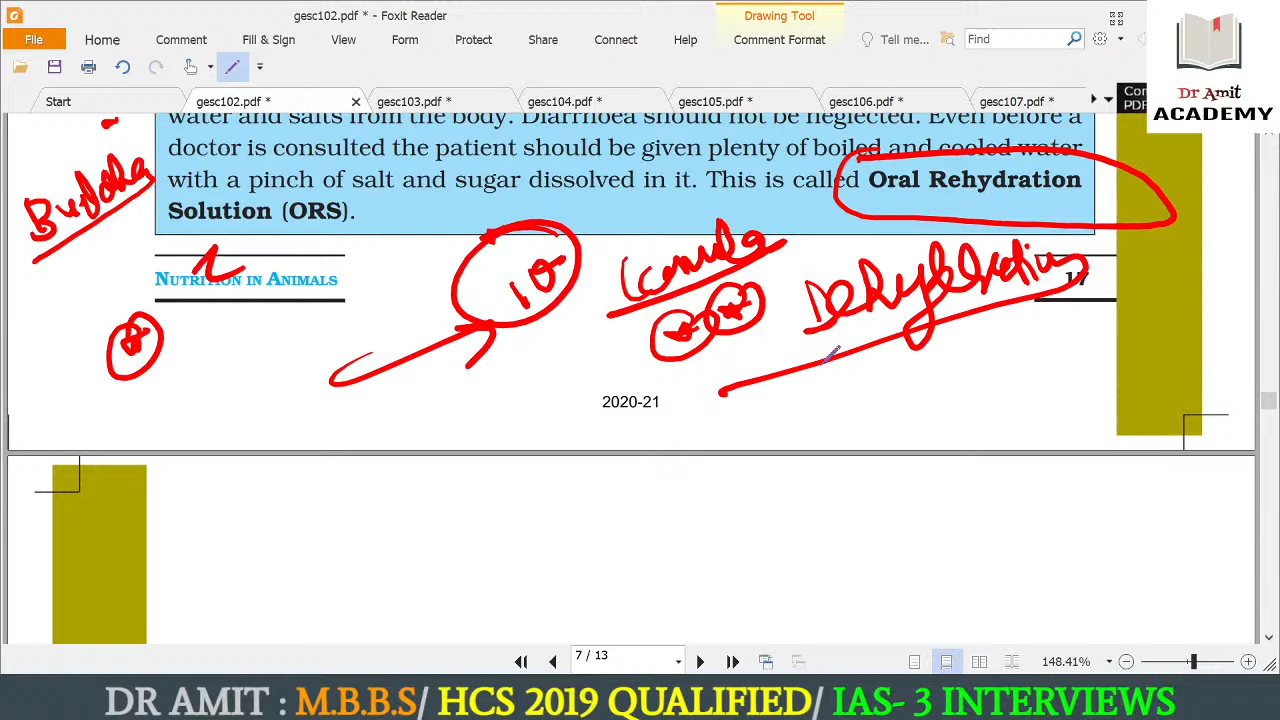 gesc102.pdf * - Foxit Reader
Drawing Tool
File Home Comment Fill & Sign View Form Protect Share Connect Help Comment Format Tell me... Find
Start gesc102.pdf * gesc103.pdf * gesc104.pdf * gesc105.pdf * gesc106.pdf * gesc107.pdf *
Dr Amit
ACADEMY
water and salts from the body. Diarrhoea should not be neglected. Even before a
doctor is consulted the patient should be given plenty of boiled and cooled water
with a pinch of salt and sugar dissolved in it. This is called Oral Rehydration
Solution (ORS).
NUTRITION IN ANIMALS
17
10
Dehydration
2020-21
7 / 13
148.41%
DR AMIT : M.B.B.S/ HCS 2019 QUALIFIED/ IAS- 3 INTERVIEWS